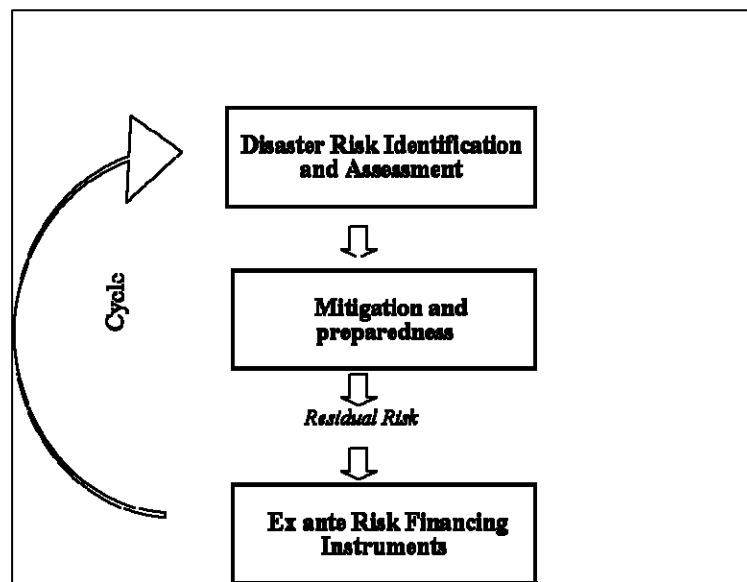 Disaster Risk Identification
and Assessment
Cycle
Mitigation and
preparedness
Residual Risk
Ex ante Risk Financing
Instruments